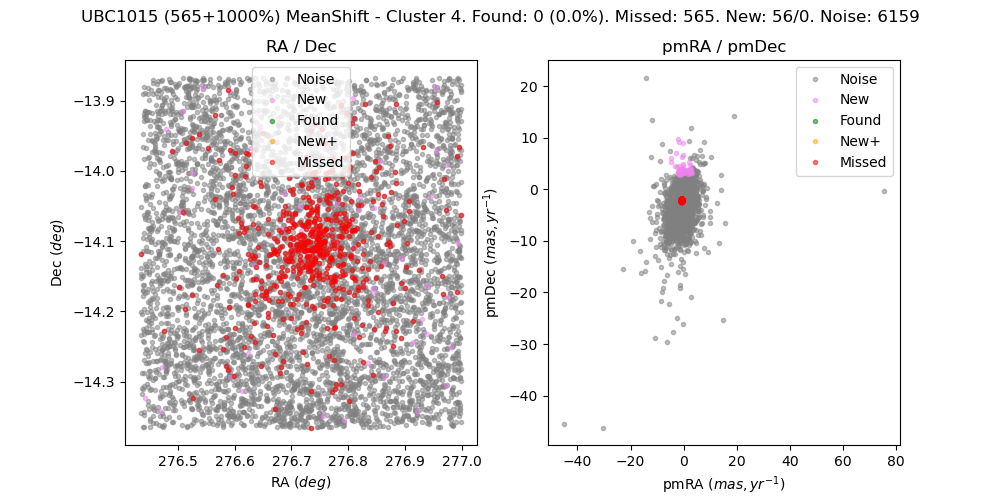 UBC1015 (565+1000%) MeanShift - Cluster 4. Found: 0 (0.0%). Missed: 565. New: 56/0. Noise: 6159
RA / Dec
Dec (deg)
−13.9
−14.0
−14.1
−14.2
−14.3
Noise
New
Found
New+
Missed
276.5 276.6 276.7 276.8 276.9 277.0
RA (deg)
pmRA / pmDec
pmDec (mas, yr⁻¹)
20
10
0
−10
−20
−30
−40
Noise
New
Found
New+
Missed
−40 −20 0 20 40 60 80
pmRA (mas, yr⁻¹)